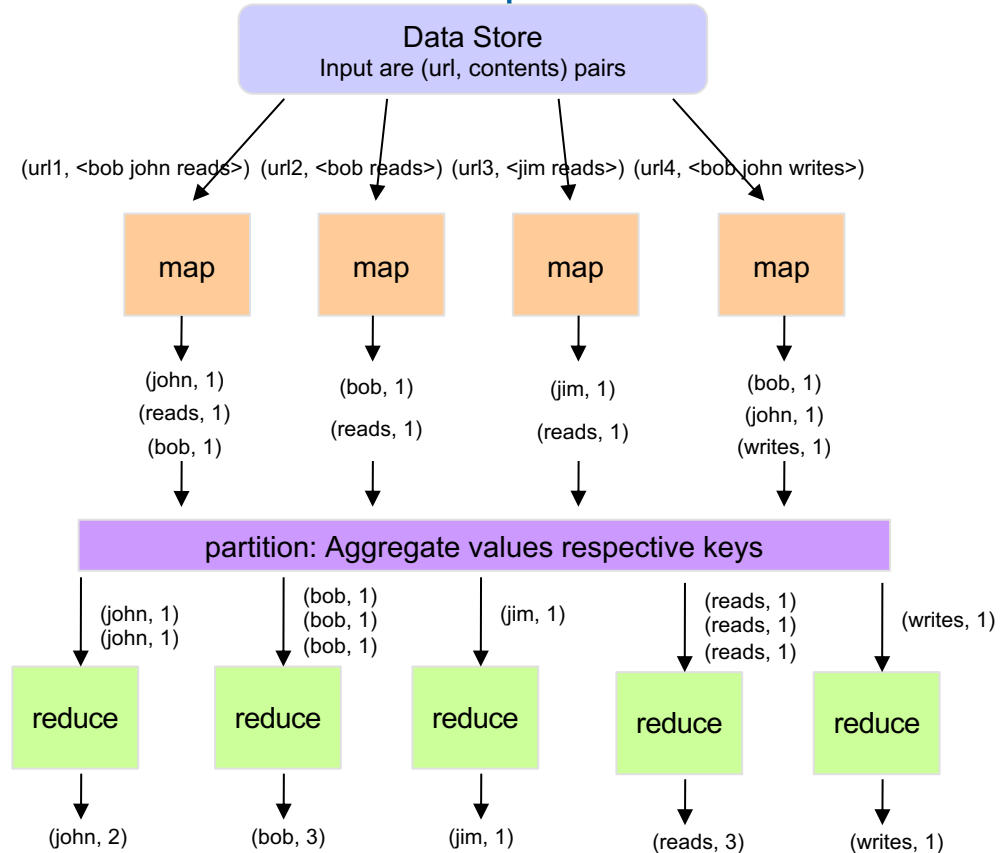 Data Store
Input are (url, contents) pairs
(url1, <bob john reads>) (url2, <bob reads>) (url3, <jim reads>) (url4, <bob john writes>)
map
map
map
map
(john, 1)
(reads, 1)
(bob, 1)
(bob, 1)
(reads, 1)
(jim, 1)
(reads, 1)
(bob, 1)
(john, 1)
(writes, 1)
partition: Aggregate values respective keys
(john, 1)
(john, 1)
(bob, 1)
(bob, 1)
(bob, 1)
(jim, 1)
(reads, 1)
(reads, 1)
(reads, 1)
(writes, 1)
reduce
reduce
reduce
reduce
reduce
(john, 2)
(bob, 3)
(jim, 1)
(reads, 3)
(writes, 1)